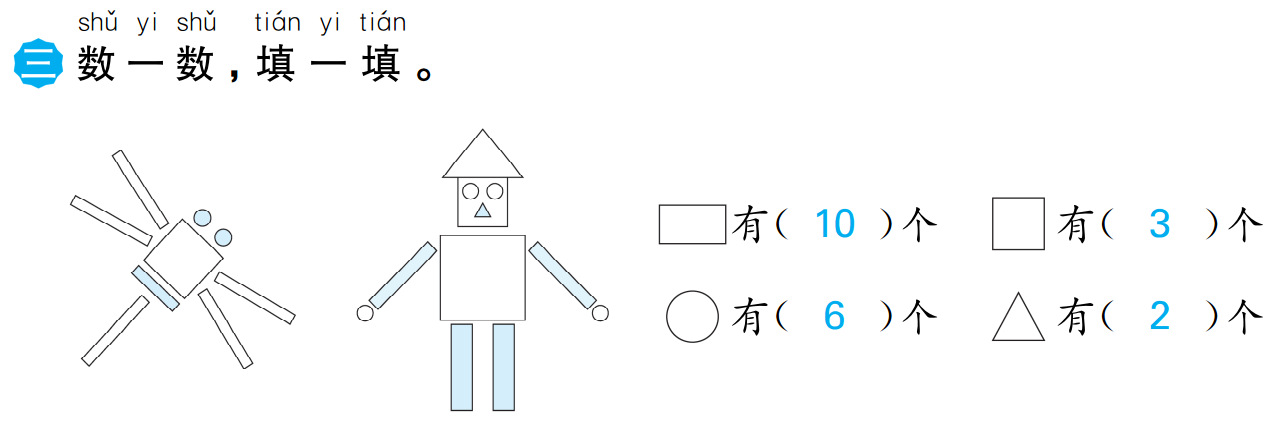 shǔ yi shǔ tián yi tián
三 数一数，填一填。
有（ 10 ）个 有（ 3 ）个
有（ 6 ）个 有（ 2 ）个